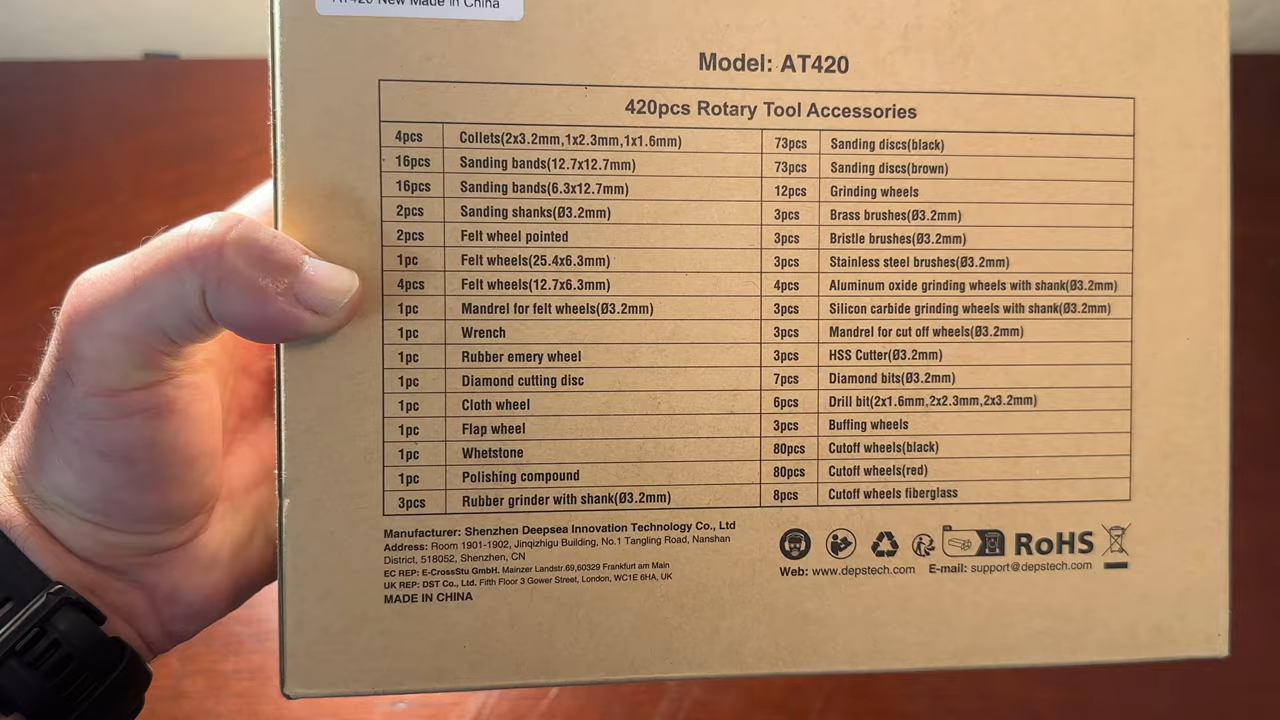 AT420 New Made in China
Model: AT420
420pcs Rotary Tool Accessories
4pcs Collets(2x3.2mm,1x2.3mm,1x1.6mm) 73pcs Sanding discs(black)
16pcs Sanding bands(12.7x12.7mm) 73pcs Sanding discs(brown)
16pcs Sanding bands(6.3x12.7mm) 12pcs Grinding wheels
2pcs Sanding shanks(Ø3.2mm) 3pcs Brass brushes(Ø3.2mm)
2pcs Felt wheel pointed 3pcs Bristle brushes(Ø3.2mm)
1pc Felt wheels(25.4x6.3mm) 3pcs Stainless steel brushes(Ø3.2mm)
4pcs Felt wheels(12.7x6.3mm) 4pcs Aluminum oxide grinding wheels with shank(Ø3.2mm)
1pc Mandrel for felt wheels(Ø3.2mm) 3pcs Silicon carbide grinding wheels with shank(Ø3.2mm)
1pc Wrench 3pcs Mandrel for cut off wheels(Ø3.2mm)
1pc Rubber emery wheel 3pcs HSS Cutter(Ø3.2mm)
1pc Diamond cutting disc 7pcs Diamond bits(Ø3.2mm)
1pc Cloth wheel 6pcs Drill bit(2x1.6mm,2x2.3mm,2x3.2mm)
1pc Flap wheel 3pcs Buffing wheels
1pc Whetstone 80pcs Cutoff wheels(black)
1pc Polishing compound 80pcs Cutoff wheels(red)
3pcs Rubber grinder with shank(Ø3.2mm) 8pcs Cutoff wheels fiberglass
Manufacturer: Shenzhen Deepsea Innovation Technology Co., Ltd
Address: Room 1901-1902, Jinqizhigu Building, No.1 Tangling Road, Nanshan
District, 518052, Shenzhen, CN
EC REP: E-CrossStu GmbH. Mainzer Landstr.69,60329 Frankfurt am Main
UK REP: DST Co., Ltd. Fifth Floor 3 Gower Street, London, WC1E 6HA, UK
MADE IN CHINA
RoHS
Web: www.depstech.com E-mail: support@depstech.com